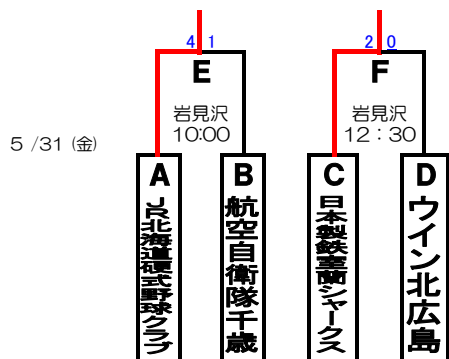 4 1
2 0
E
F
岩見沢
10:00
岩見沢
12：30
5 /31 (金)
A
B
C
D
JR北海道硬式野球クラブ
航空自衛隊千歳
日本製鉄室蘭シャークス
ウイン北広島